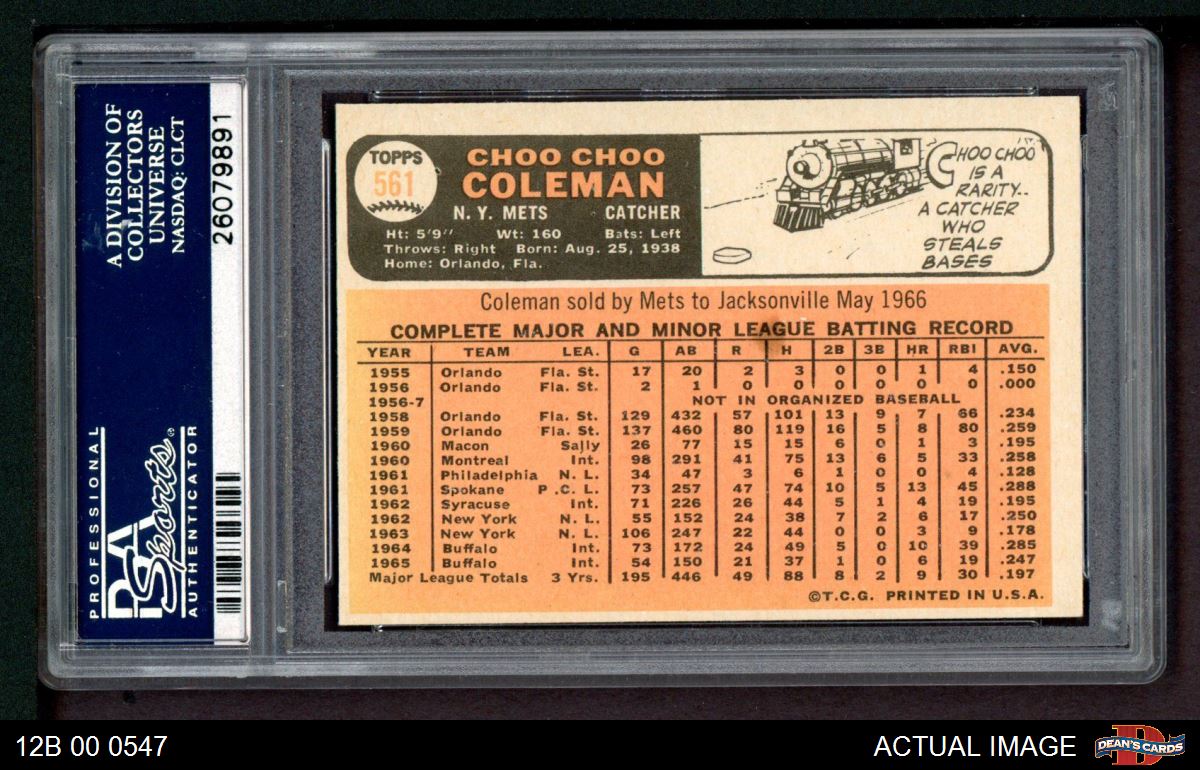 A DIVISION OF
COLLECTORS
UNIVERSE
NASDAQ: CLCT
26079891
PROFESSIONAL
PSA
Sports®
AUTHENTICATOR
TOPPS
561
CHOO CHOO
COLEMAN
N. Y. METS CATCHER
Ht: 5'9" Wt: 160 Bats: Left
Throws: Right Born: Aug. 25, 1938
Home: Orlando, Fla.
CHOO CHOO
IS A
RARITY..
A CATCHER
WHO
STEALS
BASES
Coleman sold by Mets to Jacksonville May 1966
COMPLETE MAJOR AND MINOR LEAGUE BATTING RECORD
YEAR TEAM LEA. G AB R H 2B 3B HR RBI AVG.
1955 Orlando Fla. St. 17 20 2 3 0 0 1 4 .150
1956 Orlando Fla. St. 2 1 0 0 0 0 0 0 .000
1956-7 NOT IN ORGANIZED BASEBALL
1958 Orlando Fla. St. 129 432 57 101 13 9 7 66 .234
1959 Orlando Fla. St. 137 460 80 119 16 5 8 80 .259
1960 Macon Sally 26 77 15 15 6 0 1 3 .195
1960 Montreal Int. 98 291 41 75 13 6 5 33 .258
1961 Philadelphia N. L. 34 47 3 6 1 0 0 4 .128
1961 Spokane P .C. L. 73 257 47 74 10 5 13 45 .288
1962 Syracuse Int. 71 226 26 44 5 1 4 19 .195
1962 New York N. L. 55 152 24 38 7 2 6 17 .250
1963 New York N. L. 106 247 22 44 0 0 3 9 .178
1964 Buffalo Int. 73 172 24 49 5 0 10 39 .285
1965 Buffalo Int. 54 150 21 37 1 0 6 19 .247
Major League Totals 3 Yrs. 195 446 49 88 8 2 9 30 .197
©T.C.G. PRINTED IN U.S.A.
12B 00 0547
ACTUAL IMAGE
D
DEAN'S CARDS